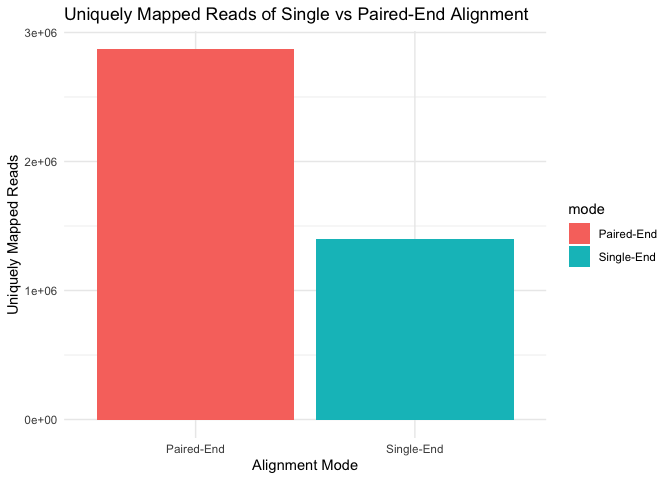 Uniquely Mapped Reads of Single vs Paired-End Alignment
3e+06
2e+06
1e+06
0e+00
Uniquely Mapped Reads
Paired-End
Single-End
Alignment Mode
mode
Paired-End
Single-End